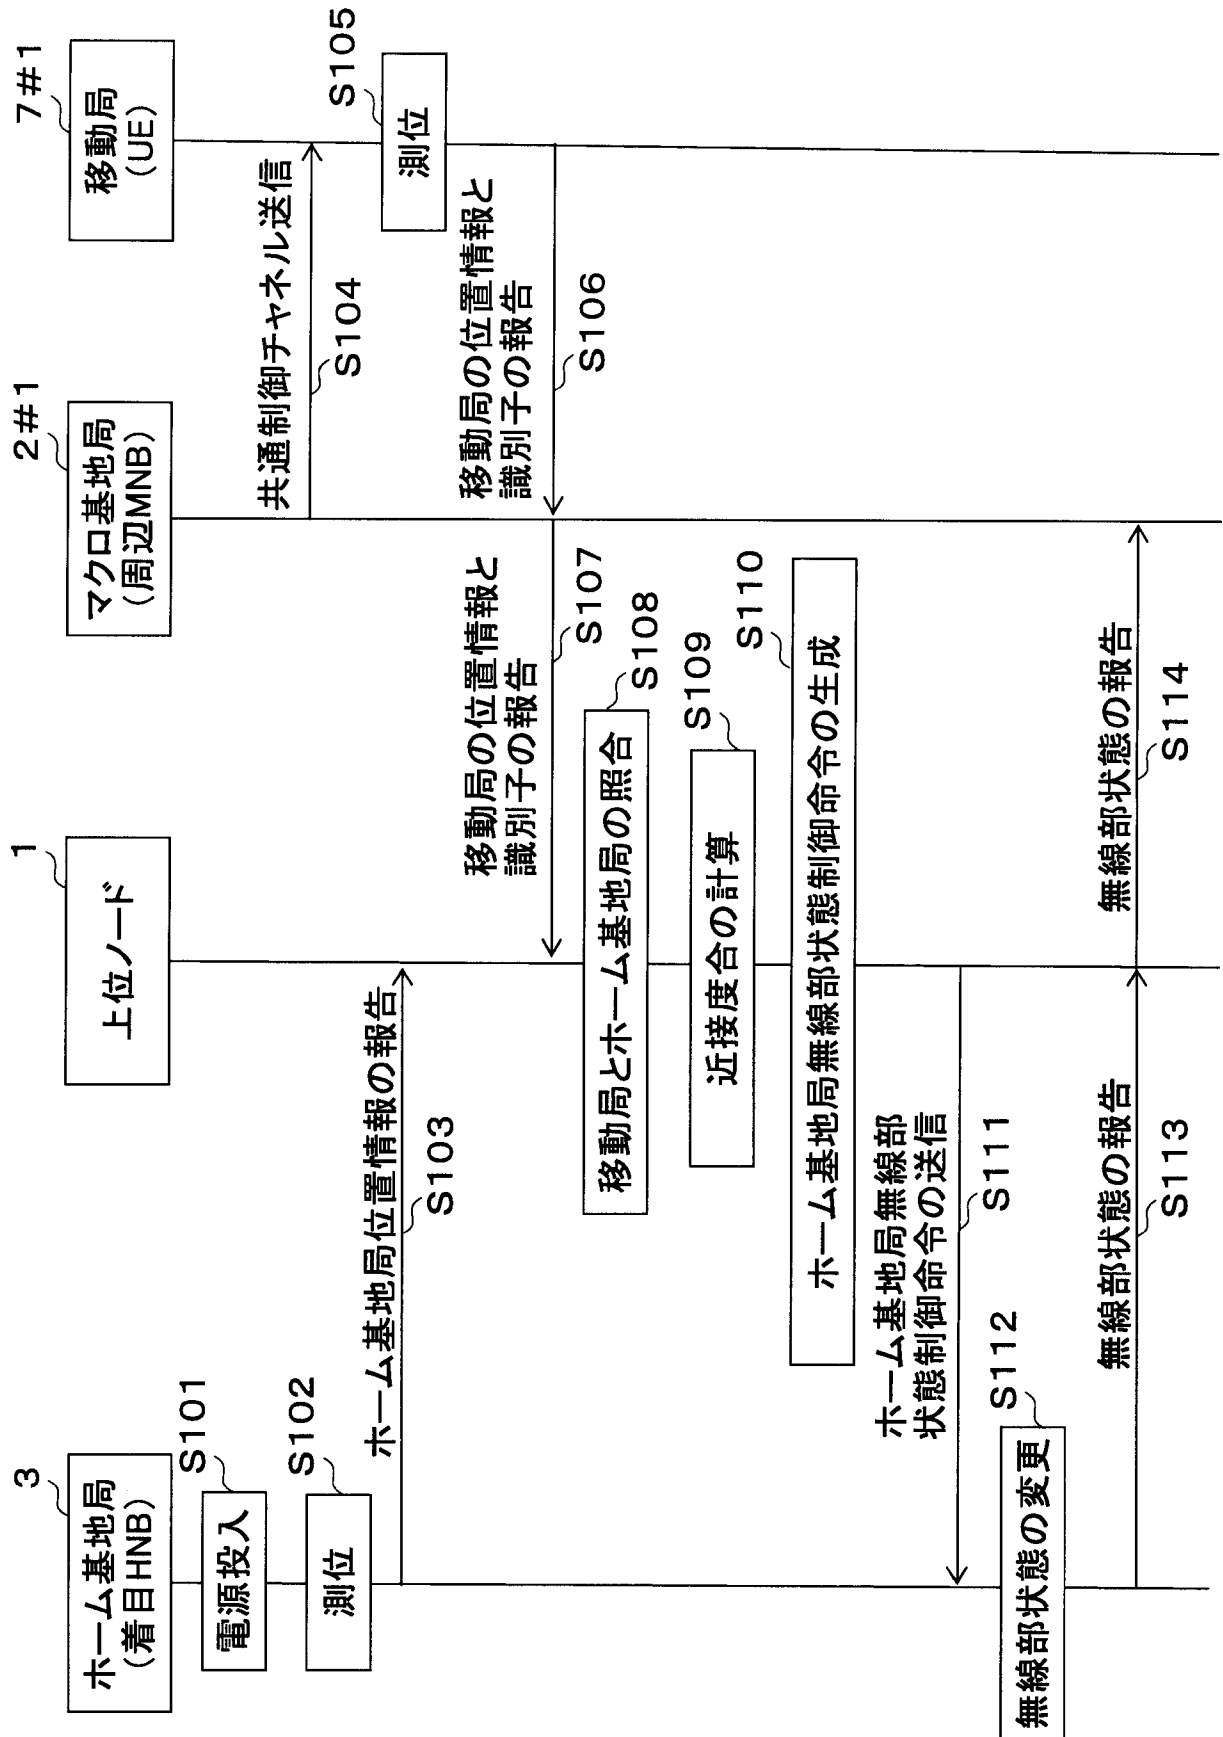 3
ホーム基地局
(着目HNB)
1
上位ノード
2#1
マクロ基地局
(周辺MNB)
7#1
移動局
(UE)
S101
電源投入
S102
測位
ホーム基地局位置情報の報告
S103
共通制御チャネル送信
S104
S105
測位
移動局の位置情報と
識別子の報告
S106
移動局の位置情報と
識別子の報告
S107
S108
移動局とホーム基地局の照合
S109
近接度合の計算
S110
ホーム基地局無線部状態制御命令の生成
ホーム基地局無線部
状態制御命令の送信
S111
S112
無線部状態の変更
無線部状態の報告
S113
無線部状態の報告
S114